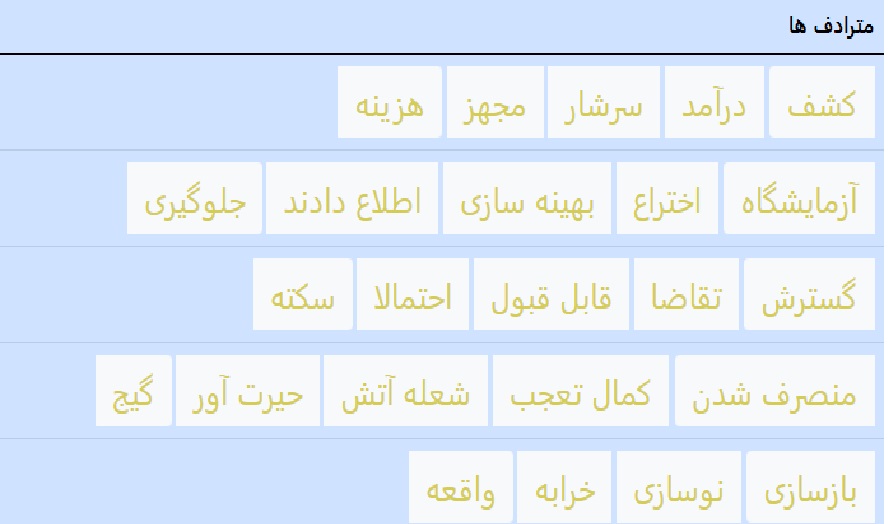 مترادف ها
کشف درآمد سرشار مجهز هزینه
آزمایشگاه اختراع بهینه سازی اطلاع دادند جلوگیری
گسترش تقاضا قابل قبول احتمالا سکته
منصرف شدن کمال تعجب شعله آتش حیرت آور گیج
بازسازی نوسازی خرابه واقعه